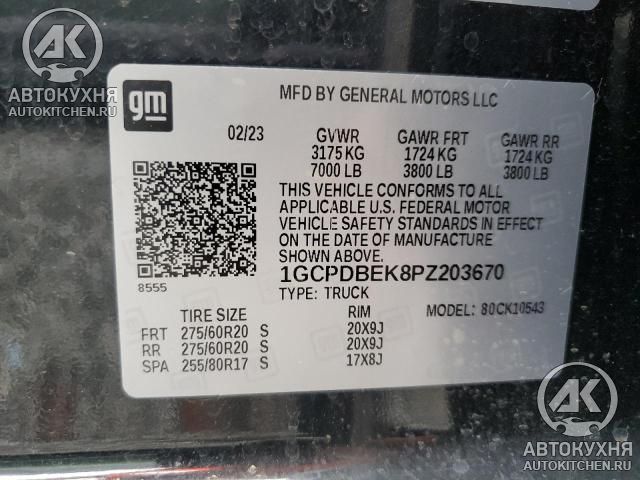 AK
АВТОКУХНЯ
AUTOKITCHEN.RU
gm
MFD BY GENERAL MOTORS LLC
02/23 GVWR GAWR FRT GAWR RR
3175 KG 1724 KG 1724 KG
7000 LB 3800 LB 3800 LB
THIS VEHICLE CONFORMS TO ALL
APPLICABLE U.S. FEDERAL MOTOR
VEHICLE SAFETY STANDARDS IN EFFECT
ON THE DATE OF MANUFACTURE
SHOWN ABOVE.
8555
1GCPDBEK8PZ203670
TYPE: TRUCK MODEL: 80CK10543
TIRE SIZE RIM
FRT 275/60R20 S 20X9J
RR 275/60R20 S 20X9J
SPA 255/80R17 S 17X8J
AK
АВТОКУХНЯ
AUTOKITCHEN.RU